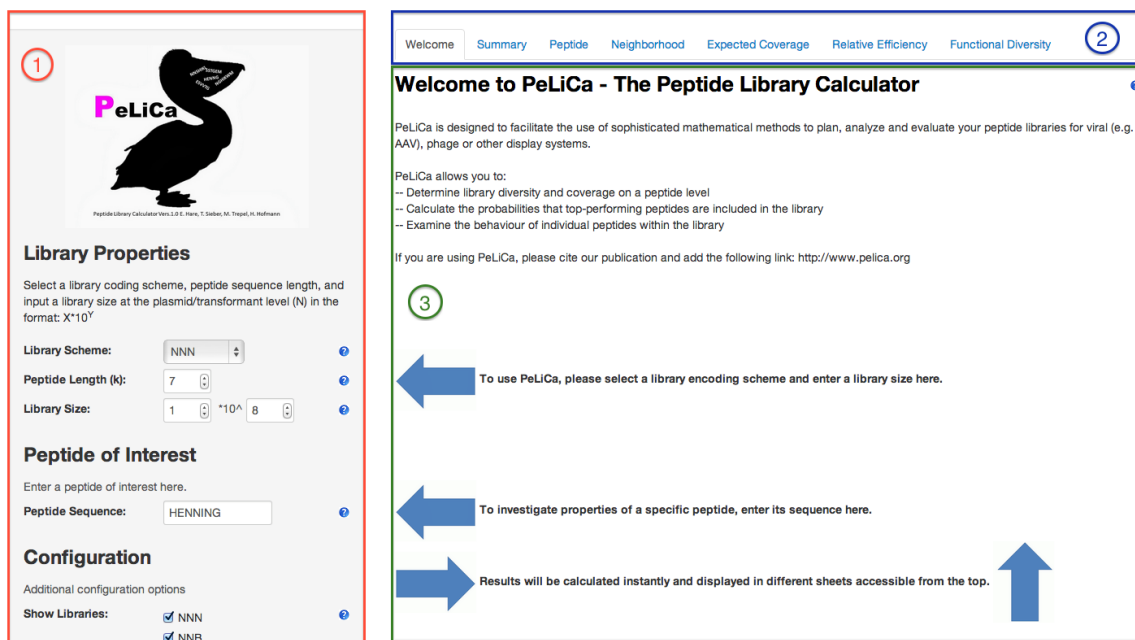 1
PeLiCa
Peptide Library Calculator Vers.1.0 E. Hare, T. Sieber, M. Trepel, H. Hofmann
Library Properties
Select a library coding scheme, peptide sequence length, and
input a library size at the plasmid/transformant level (N) in the
format: X*10^Y
Library Scheme: NNN
Peptide Length (k): 7
Library Size: 1 *10^ 8
Peptide of Interest
Enter a peptide of interest here.
Peptide Sequence: HENNING
Configuration
Additional configuration options
Show Libraries: NNN
NNB
Welcome Summary Peptide Neighborhood Expected Coverage Relative Efficiency Functional Diversity 2
Welcome to PeLiCa - The Peptide Library Calculator
PeLiCa is designed to facilitate the use of sophisticated mathematical methods to plan, analyze and evaluate your peptide libraries for viral (e.g.
AAV), phage or other display systems.
PeLiCa allows you to:
-- Determine library diversity and coverage on a peptide level
-- Calculate the probabilities that top-performing peptides are included in the library
-- Examine the behaviour of individual peptides within the library
If you are using PeLiCa, please cite our publication and add the following link: http://www.pelica.org
3
To use PeLiCa, please select a library encoding scheme and enter a library size here.
To investigate properties of a specific peptide, enter its sequence here.
Results will be calculated instantly and displayed in different sheets accessible from the top.